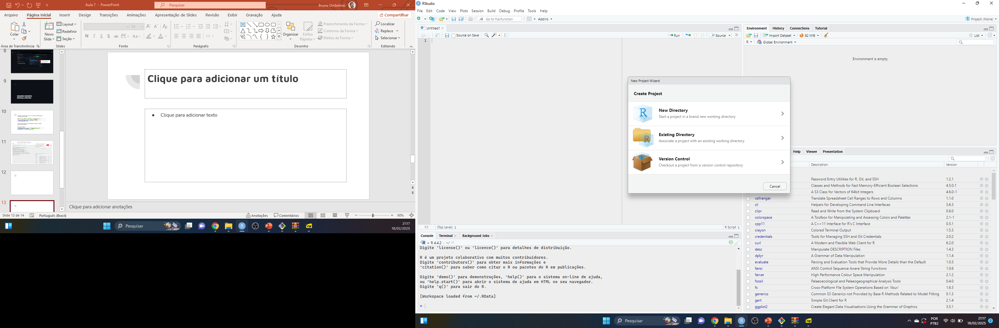 Aula 7 - PowerPoint
Pesquisar
Bruno Umbelino
Arquivo
Página Inicial
Inserir
Design
Transições
Animações
Apresentação de Slides
Revisão
Exibir
Gravação
Ajuda
Compartilhar
Colar
Novo Slide
Layout
Redefinir
Seção
14
N I S S ab AV Aa A
Organizar
Estilos Rápidos
Preenchimento da Forma
Contorno da Forma
Efeitos de Forma
Localizar
Replace
Selecionar
Área de Transferência
Slides
Fonte
Parágrafo
Desenho
Editando
8
9
SEGUNDO MOMENTO
(Desktop e RStudio)
10
11
12
13
Clique para adicionar um título
• Clique para adicionar texto
Clique para adicionar anotações
Slide 13 de 14
Português (Brasil)
Anotações
Comentários
90%
Pesquisar
21:17
18/02/2025
RStudio
File Edit Code View Plots Session Build Debug Profile Tools Help
Go to file/function
Addins
Project: (None)
Untitled1
Source on Save
Run
Source
1
1:1
(Top Level)
R Script
Console
Terminal
Background Jobs
R 4.4.2 · ~/
Digite 'license()' ou 'licence()' para detalhes de distribuição.
R é um projeto colaborativo com muitos contribuidores.
Digite 'contributors()' para obter mais informações e
'citation()' para saber como citar o R ou pacotes do R em publicações.
Digite 'demo()' para demonstrações, 'help()' para o sistema on-line de ajuda,
ou 'help.start()' para abrir o sistema de ajuda em HTML no seu navegador.
Digite 'q()' para sair do R.
[Workspace loaded from ~/.RData]
>
New Project Wizard
Create Project
New Directory
Start a project in a brand new working directory
Existing Directory
Associate a project with an existing working directory
Version Control
Checkout a project from a version control repository
Cancel
Environment
History
Connections
Tutorial
Import Dataset
82 MiB
List
R
Global Environment
Environment is empty
Help
Viewer
Presentation
Description
Version
Password Entry Utilities for R, Git, and SSH 1.2.1
Classes and Methods for Fast Memory-Efficient Boolean Selections 4.5.0.1
A S3 Class for Vectors of 64bit Integers 4.6.0-1
cellranger Translate Spreadsheet Cell Ranges to Rows and Columns 1.1.0
cli Helpers for Developing Command Line Interfaces 3.6.3
clipr Read and Write from the System Clipboard 0.8.0
colorspace A Toolbox for Manipulating and Assessing Colors and Palettes 2.1-1
cpp11 A C++11 Interface for R's C Interface 0.5.1
crayon Colored Terminal Output 1.5.3
credentials Tools for Managing SSH and Git Credentials 2.0.2
curl A Modern and Flexible Web Client for R 6.2.0
desc Manipulate DESCRIPTION Files 1.4.3
dplyr A Grammar of Data Manipulation 1.1.4
evaluate Parsing and Evaluation Tools that Provide More Details than the Default 1.0.3
fansi ANSI Control Sequence Aware String Functions 1.0.6
farver High Performance Colour Space Manipulation 2.1.2
fossil Palaeoecological and Palaeogeographical Analysis Tools 0.4.0
fs Cross-Platform File System Operations Based on 'libuv' 1.6.5
generics Common S3 Generics not Provided by Base R Methods Related to Model Fitting 0.1.3
gert Simple Git Client for R 2.1.4
ggplot2 Create Elegant Data Visualisations Using the Grammar of Graphics 3.5.1
Pesquisar
POR
PTB2
21:17
18/02/2025
2